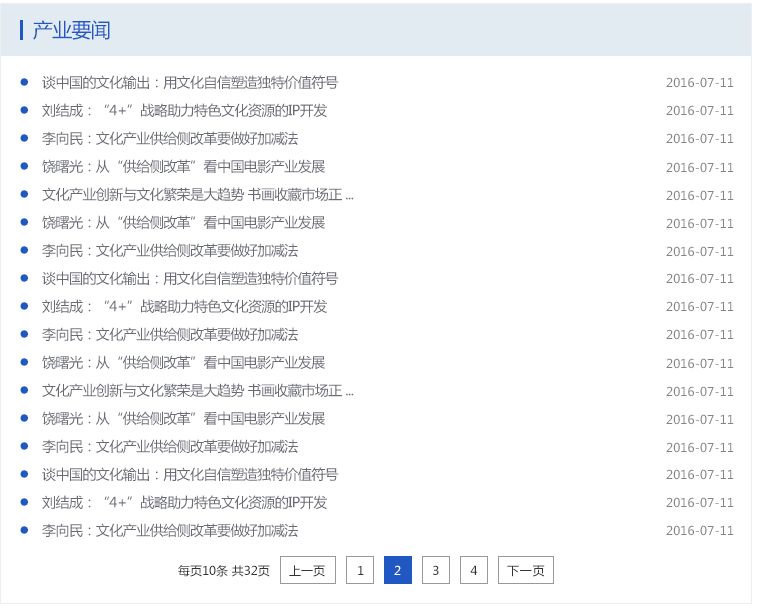 产业要闻
谈中国的文化输出：用文化自信塑造独特价值符号 2016-07-11
刘结成：“4+”战略助力特色文化资源的IP开发 2016-07-11
李向民：文化产业供给侧改革要做好加减法 2016-07-11
饶曙光：从“供给侧改革”看中国电影产业发展 2016-07-11
文化产业创新与文化繁荣是大趋势 书画收藏市场正 ... 2016-07-11
饶曙光：从“供给侧改革”看中国电影产业发展 2016-07-11
李向民：文化产业供给侧改革要做好加减法 2016-07-11
谈中国的文化输出：用文化自信塑造独特价值符号 2016-07-11
刘结成：“4+”战略助力特色文化资源的IP开发 2016-07-11
李向民：文化产业供给侧改革要做好加减法 2016-07-11
饶曙光：从“供给侧改革”看中国电影产业发展 2016-07-11
文化产业创新与文化繁荣是大趋势 书画收藏市场正 ... 2016-07-11
饶曙光：从“供给侧改革”看中国电影产业发展 2016-07-11
李向民：文化产业供给侧改革要做好加减法 2016-07-11
谈中国的文化输出：用文化自信塑造独特价值符号 2016-07-11
刘结成：“4+”战略助力特色文化资源的IP开发 2016-07-11
李向民：文化产业供给侧改革要做好加减法 2016-07-11
每页10条 共32页 上一页 1 2 3 4 下一页